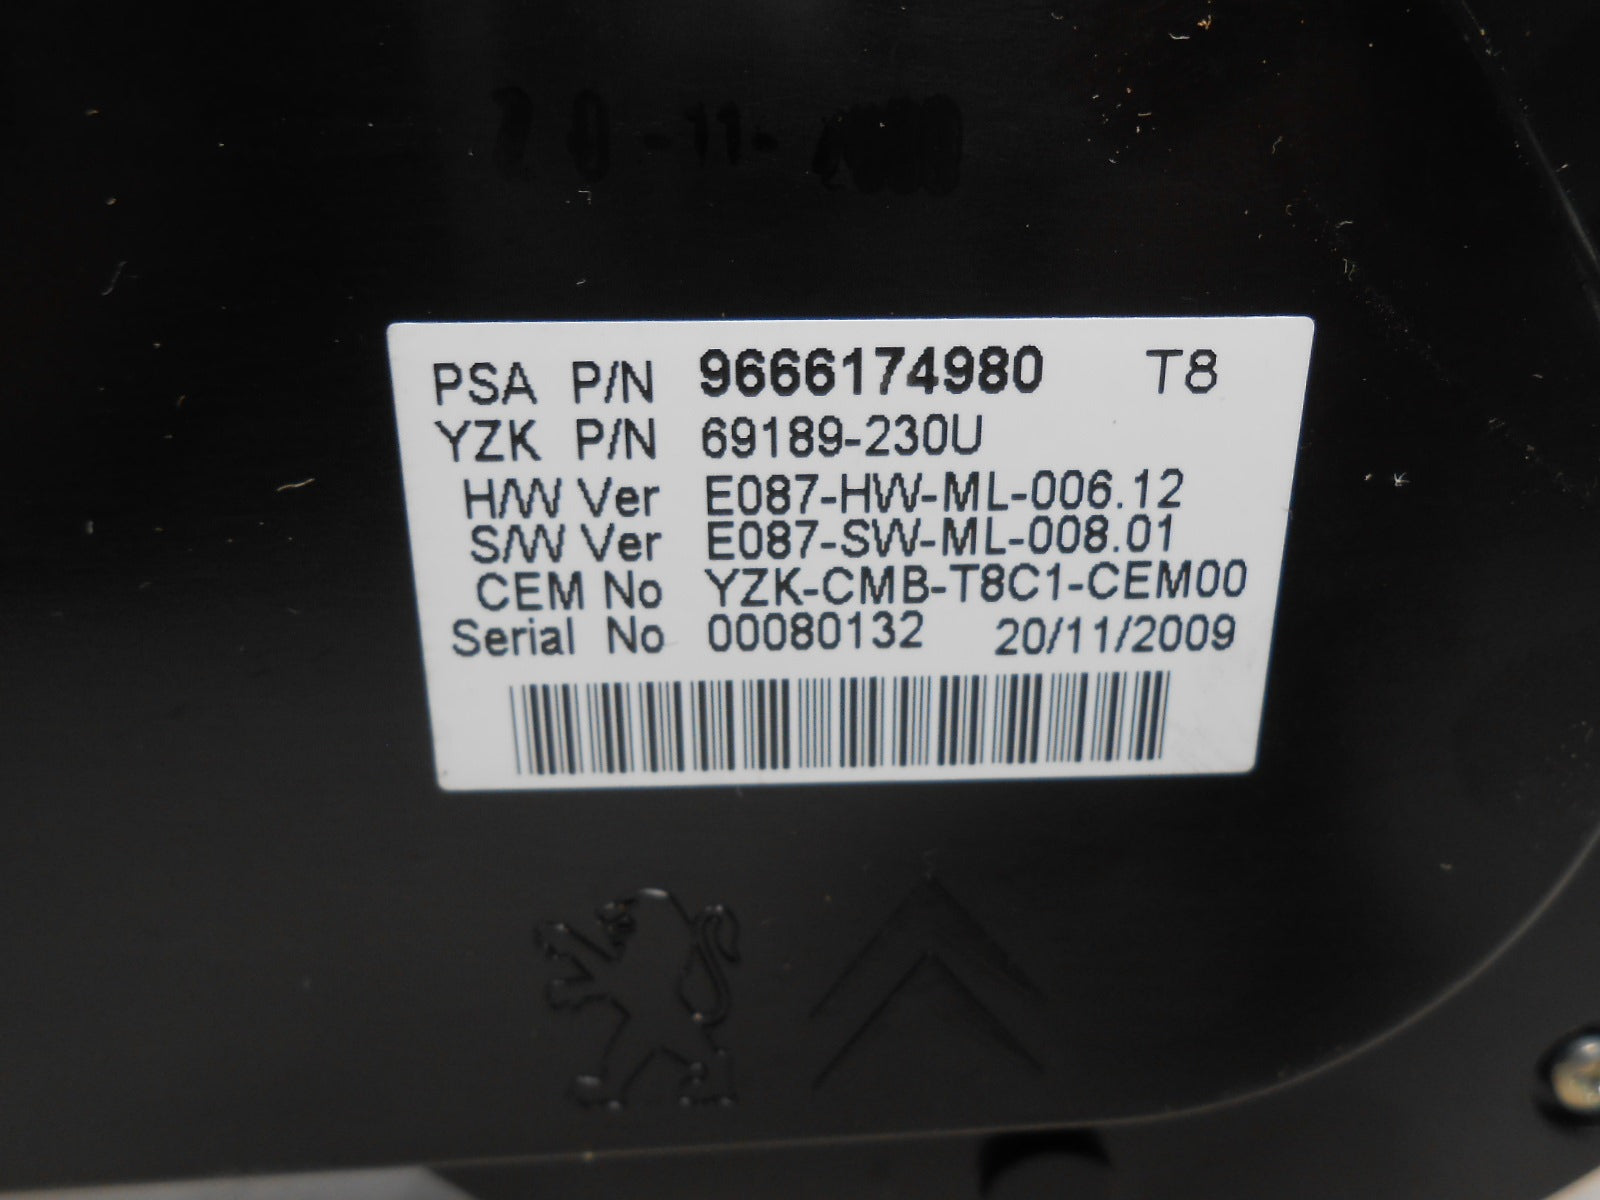 PSA P/N 9666174980 T8
YZK P/N 69189-230U
H/W Ver E087-HW-ML-006.12
S/W Ver E087-SW-ML-008.01
CEM No YZK-CMB-T8C1-CEM00
Serial No 00080132 20/11/2009